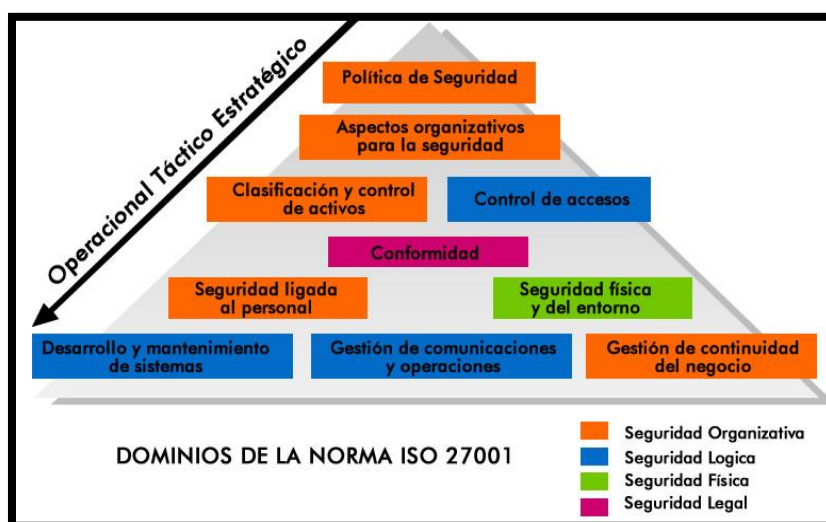 Operacional Táctico Estratégico
Política de Seguridad
Aspectos organizativos
para la seguridad
Clasificación y control
de activos
Control de accesos
Conformidad
Seguridad ligada
al personal
Seguridad física
y del entorno
Desarrollo y mantenimiento
de sistemas
Gestión de comunicaciones
y operaciones
Gestión de continuidad
del negocio
DOMINIOS DE LA NORMA ISO 27001
Seguridad Organizativa
Seguridad Logica
Seguridad Física
Seguridad Legal